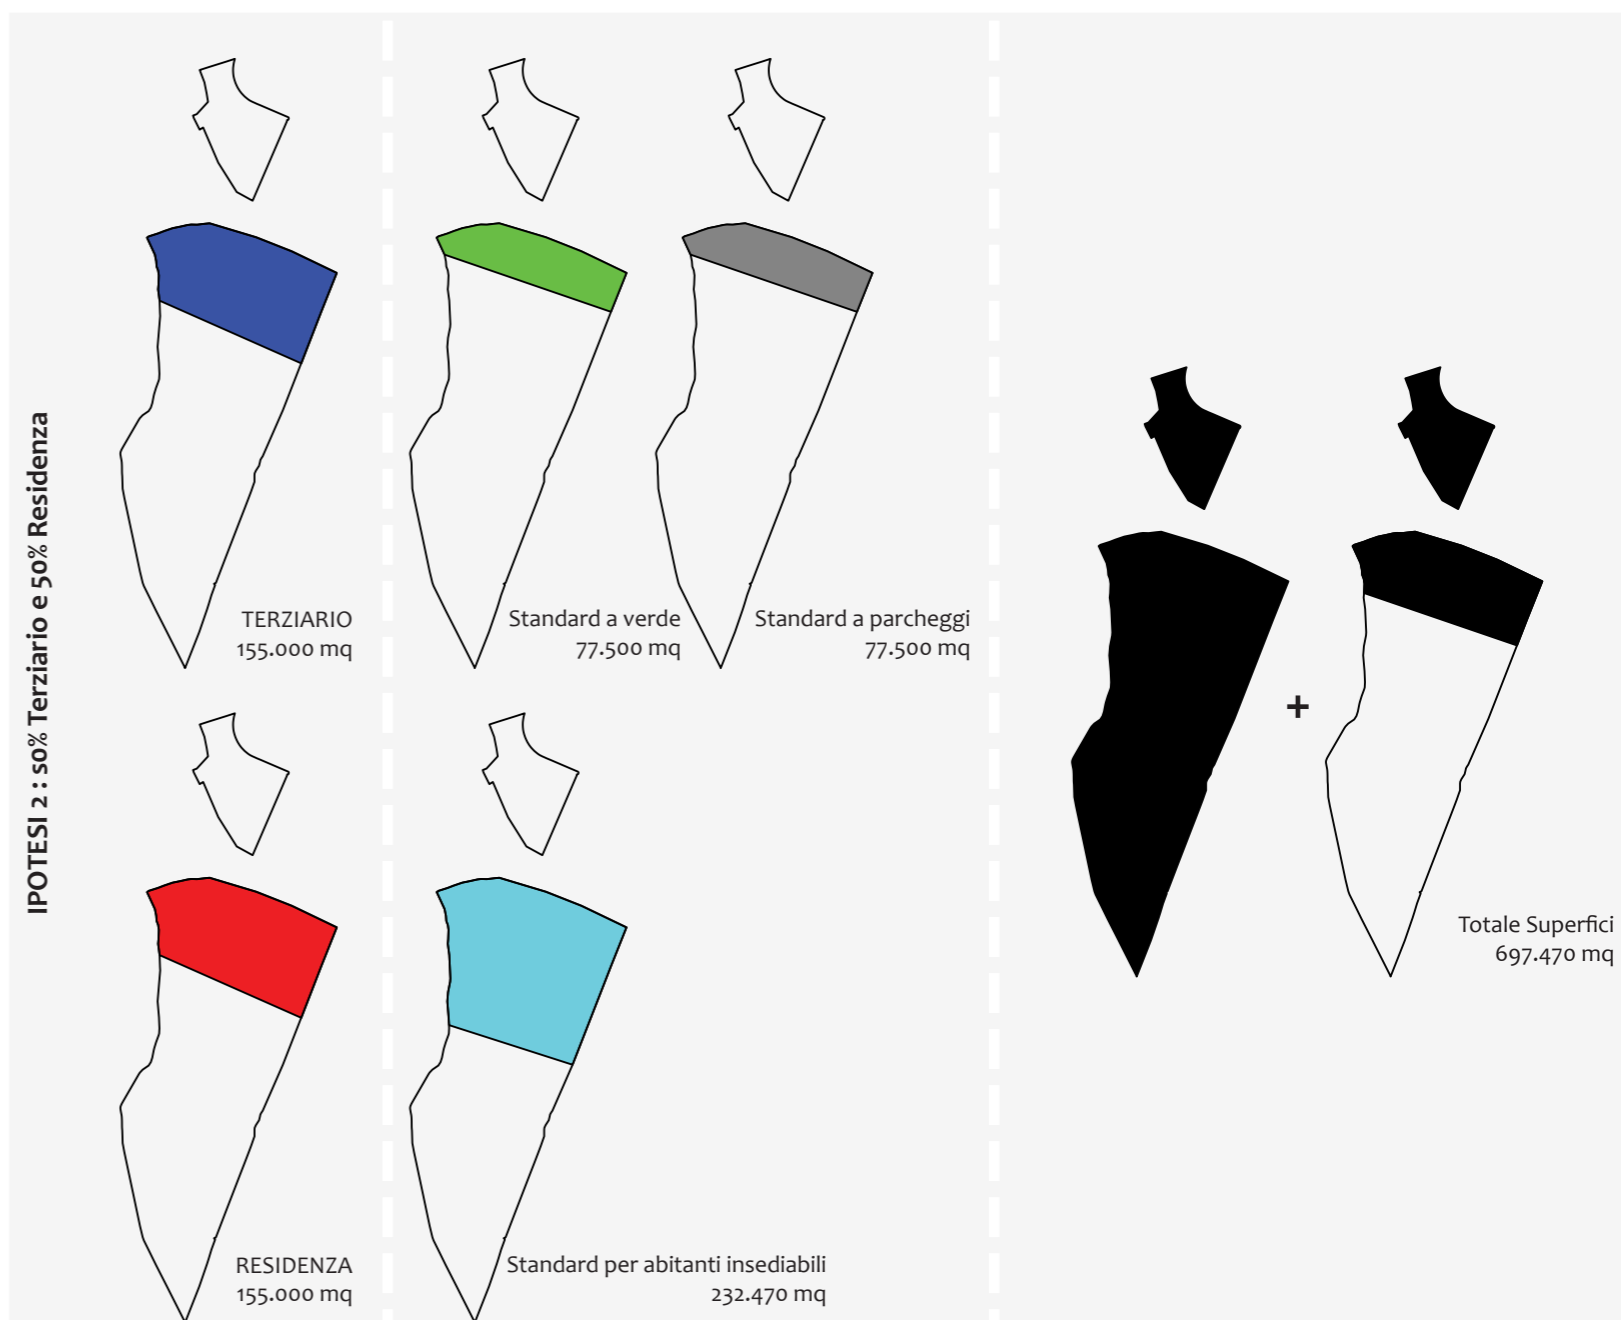 IPOTESI 2 : 50% Terziario e 50% Residenza
TERZIARIO
155.000 mq
Standard a verde
77.500 mq
Standard a parcheggi
77.500 mq
RESIDENZA
155.000 mq
Standard per abitanti insediabili
232.470 mq
+
Totale Superfici
697.470 mq